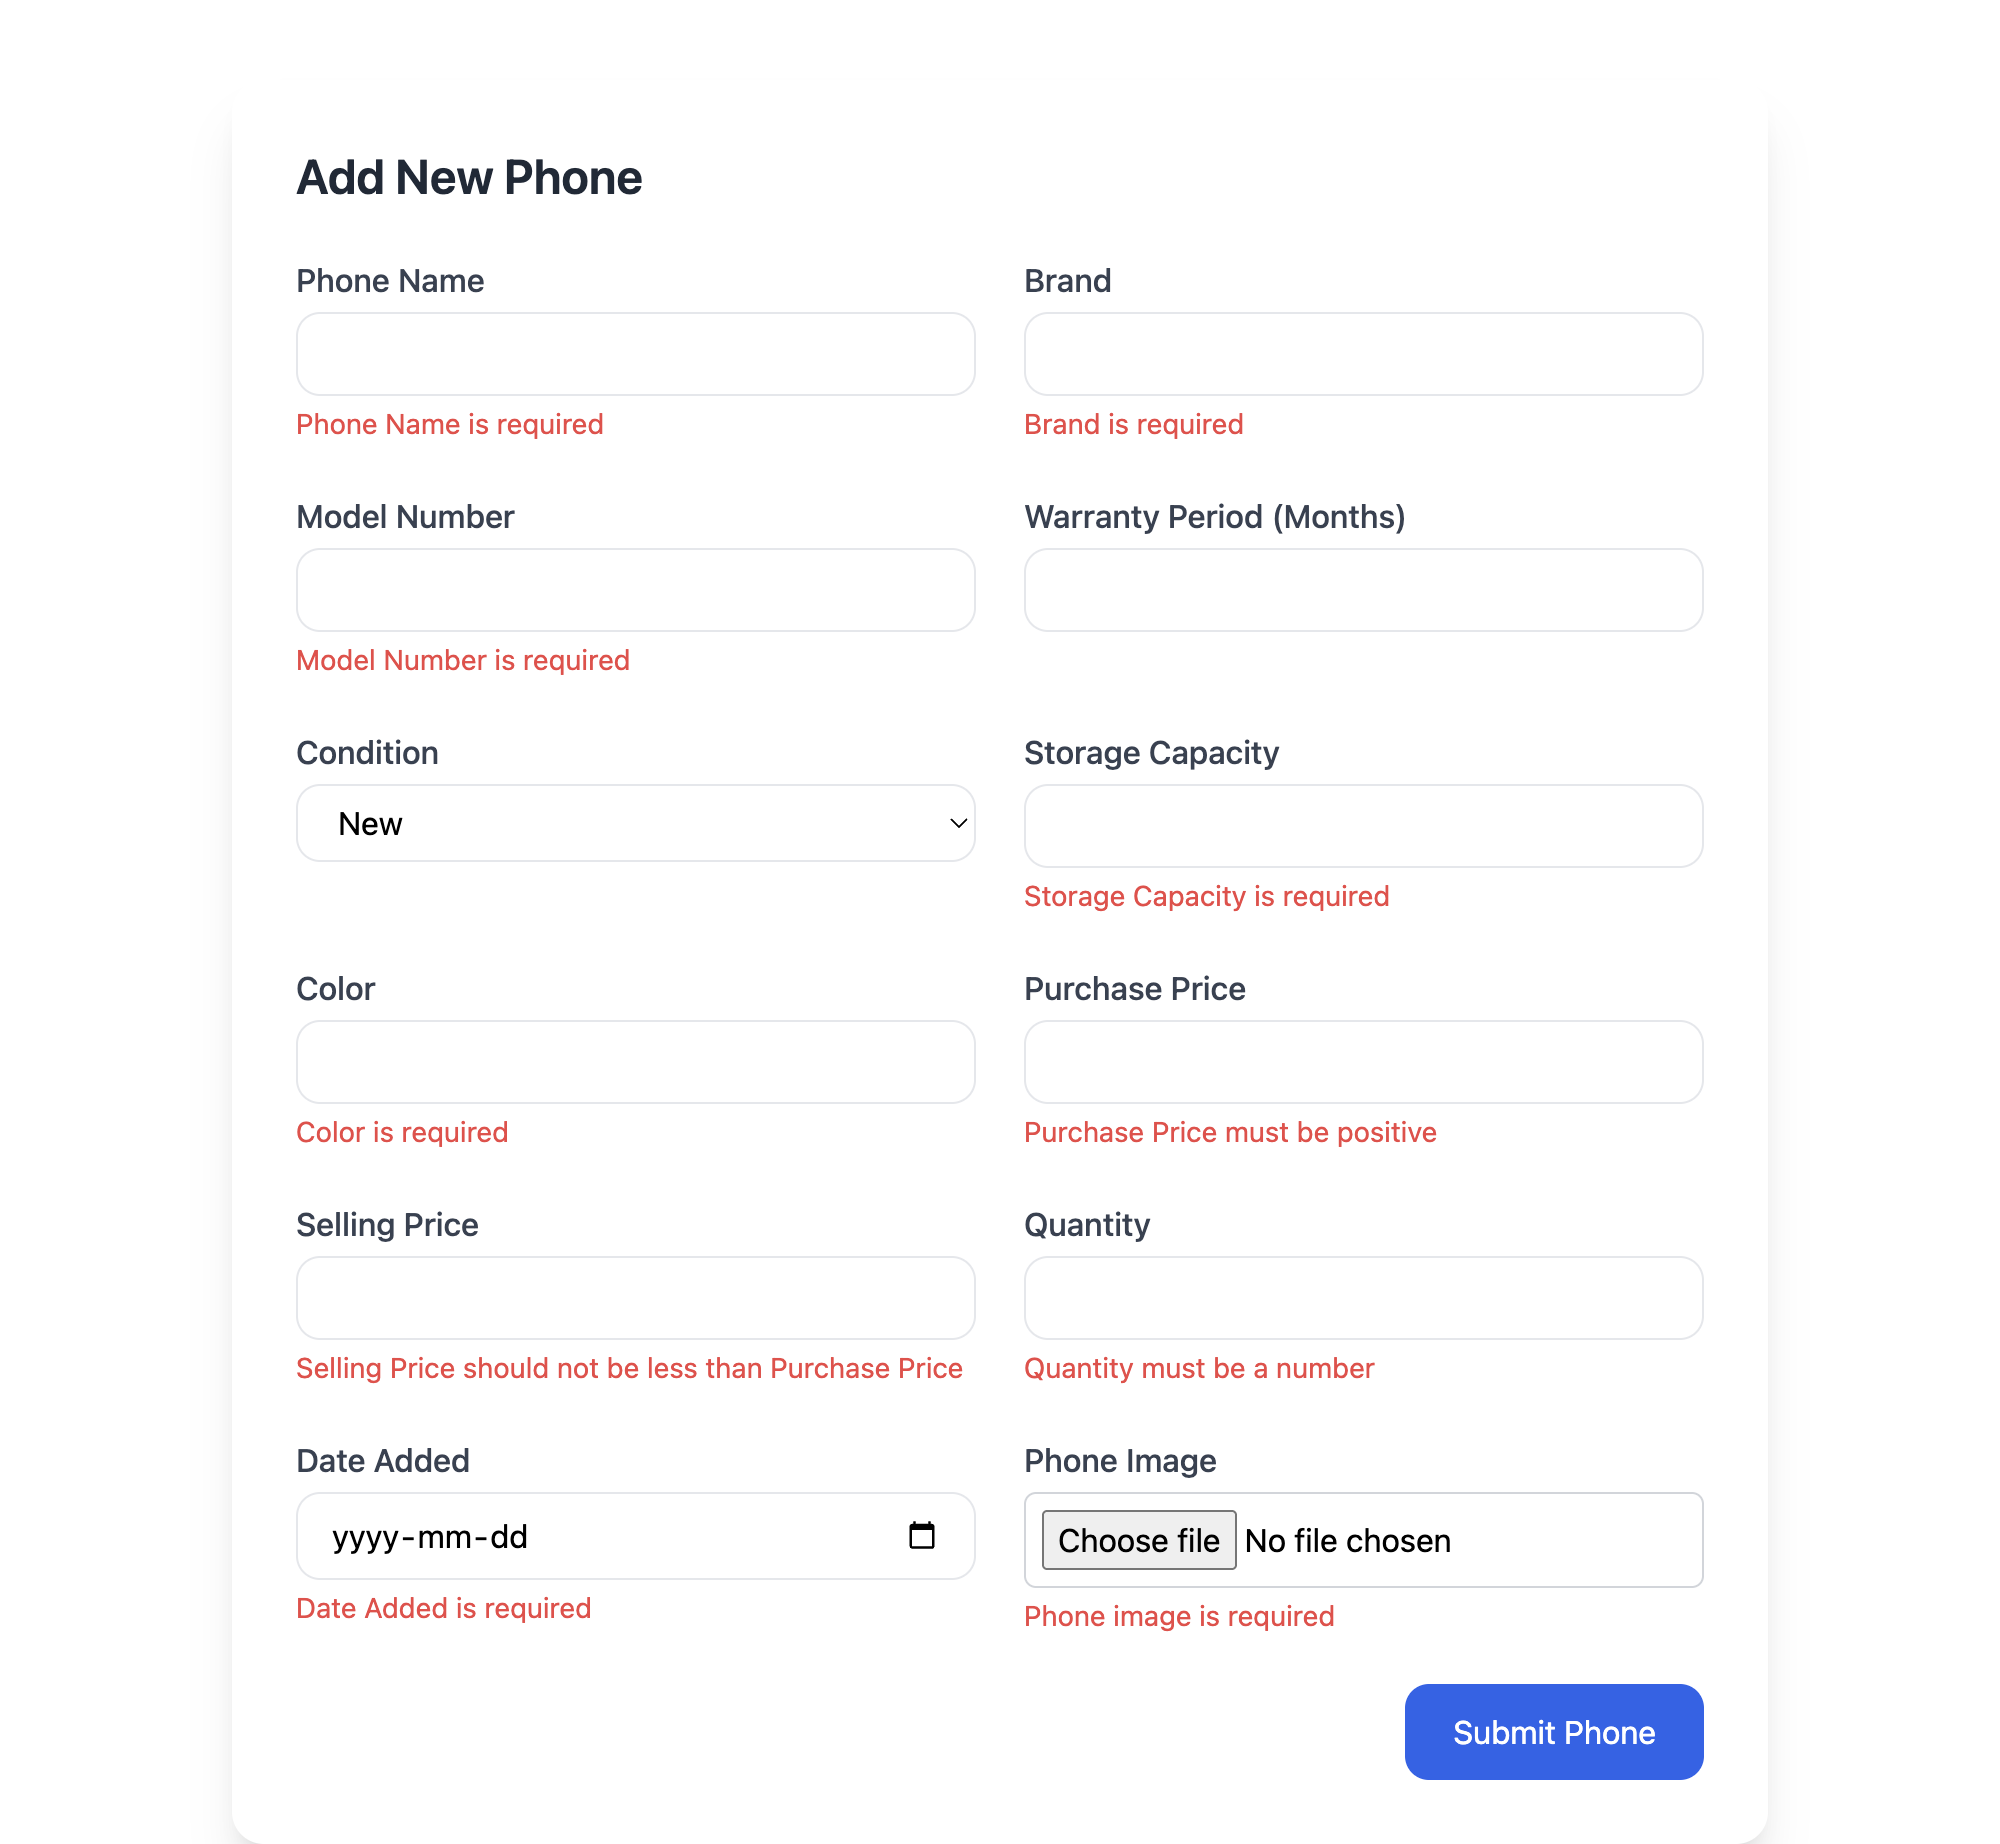 Add New Phone
Phone Name
Brand
Phone Name is required
Brand is required
Model Number
Warranty Period (Months)
Model Number is required
Condition
Storage Capacity
New
Storage Capacity is required
Color
Purchase Price
Color is required
Purchase Price must be positive
Selling Price
Quantity
Selling Price should not be less than Purchase Price
Quantity must be a number
Date Added
Phone Image
yyyy-mm-dd
Choose file No file chosen
Date Added is required
Phone image is required
Submit Phone